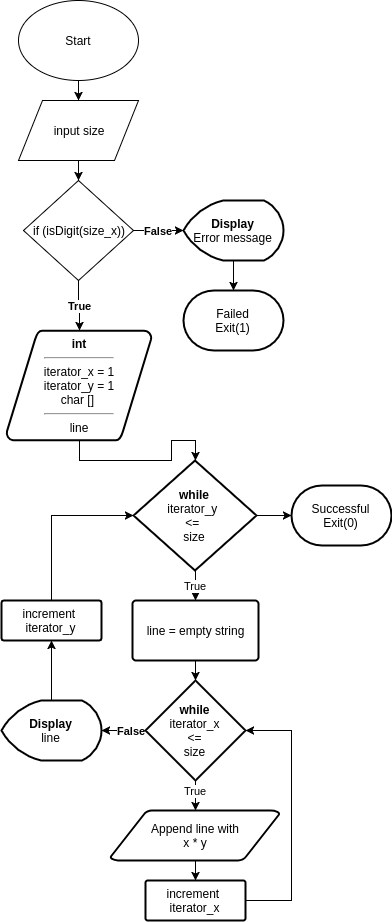 Start
input size
if (isDigit(size_x))
False
Display
Error message
True
Failed
Exit(1)
int
iterator_x = 1
iterator_y = 1
char []
line
while
iterator_y
<=
size
Successful
Exit(0)
True
increment
iterator_y
line = empty string
while
iterator_x
<=
size
False
Display
line
True
Append line with
x * y
increment
iterator_x